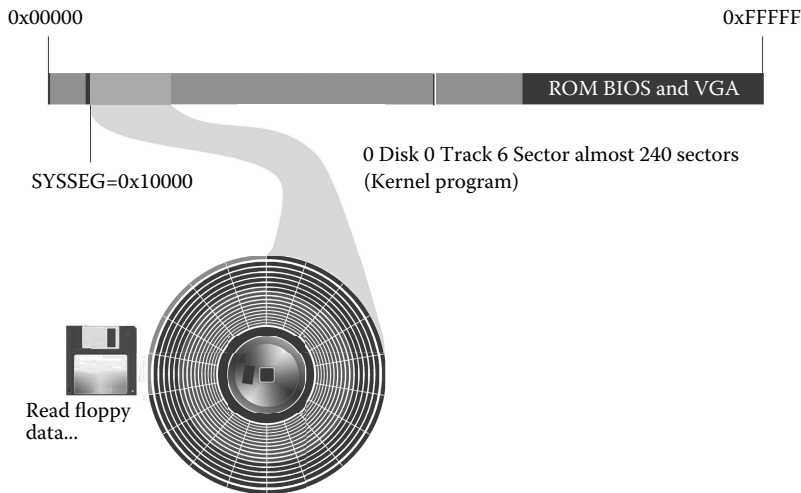 0x00000
0xFFFFF
ROM BIOS and VGA
SYSSEG=0x10000
0 Disk 0 Track 6 Sector almost 240 sectors
(Kernel program)
Read floppy
data...